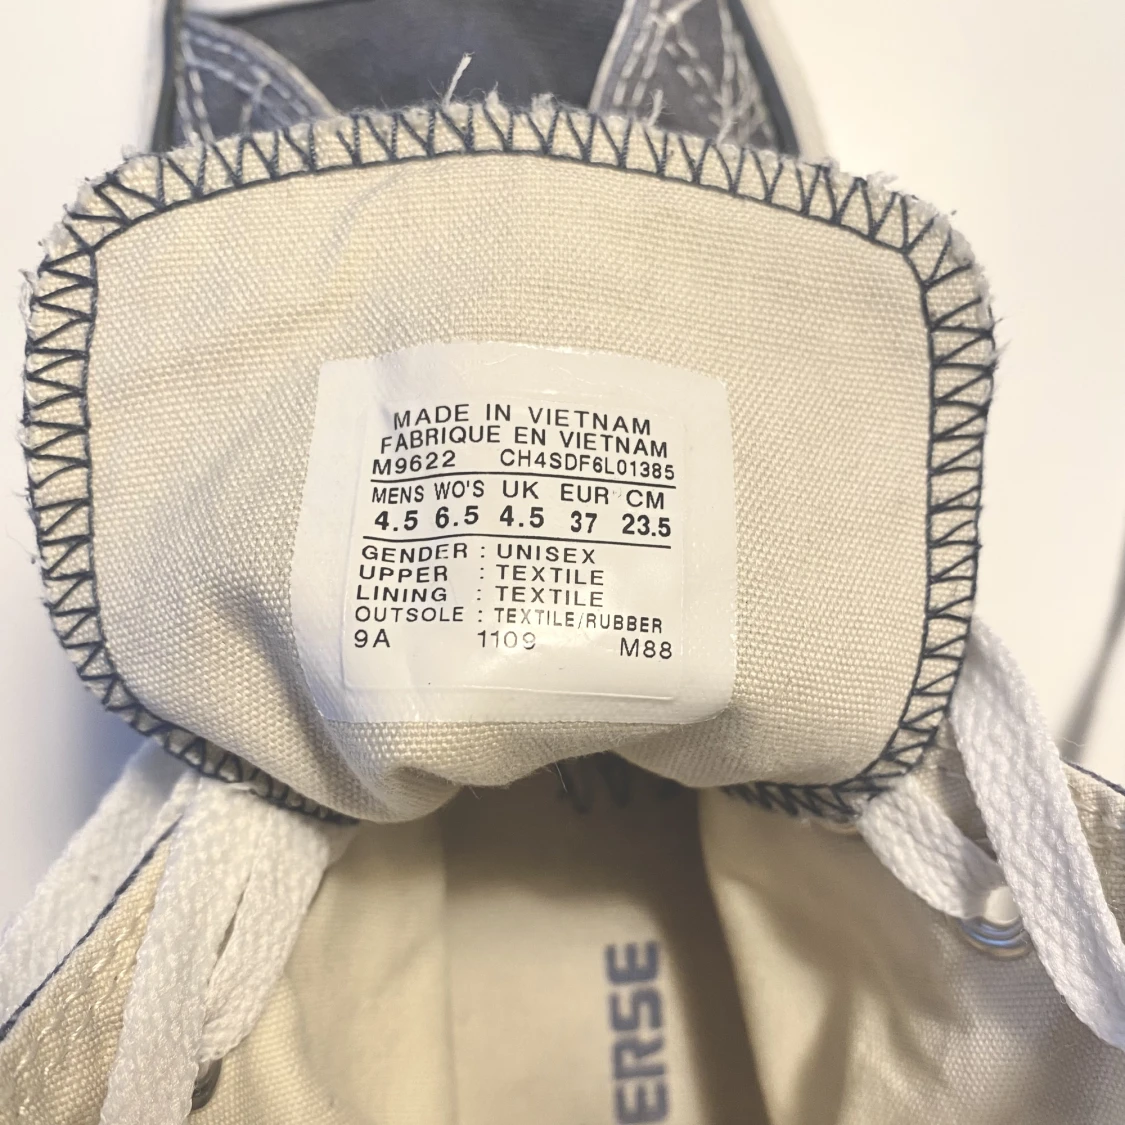 MADE IN VIETNAM
FABRIQUE EN VIETNAM
M9622 CH4SDF6L01385
MENS WO'S UK EUR CM
4.5 6.5 4.5 37 23.5
GENDER : UNISEX
UPPER : TEXTILE
LINING : TEXTILE
OUTSOLE : TEXTILE/RUBBER
9A 1109 M88
ERSE